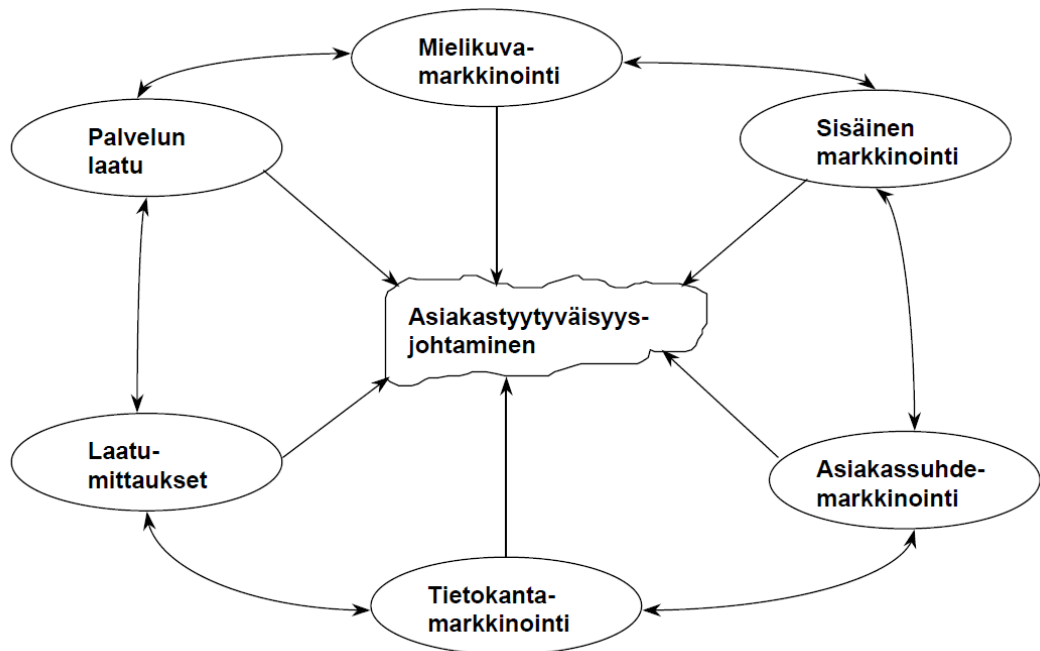 Mielikuva-
markkinointi
Palvelun
laatu
Sisäinen
markkinointi
Asiakastyytyväisyys-
johtaminen
Laatu-
mittaukset
Asiakassuhde-
markkinointi
Tietokanta-
markkinointi